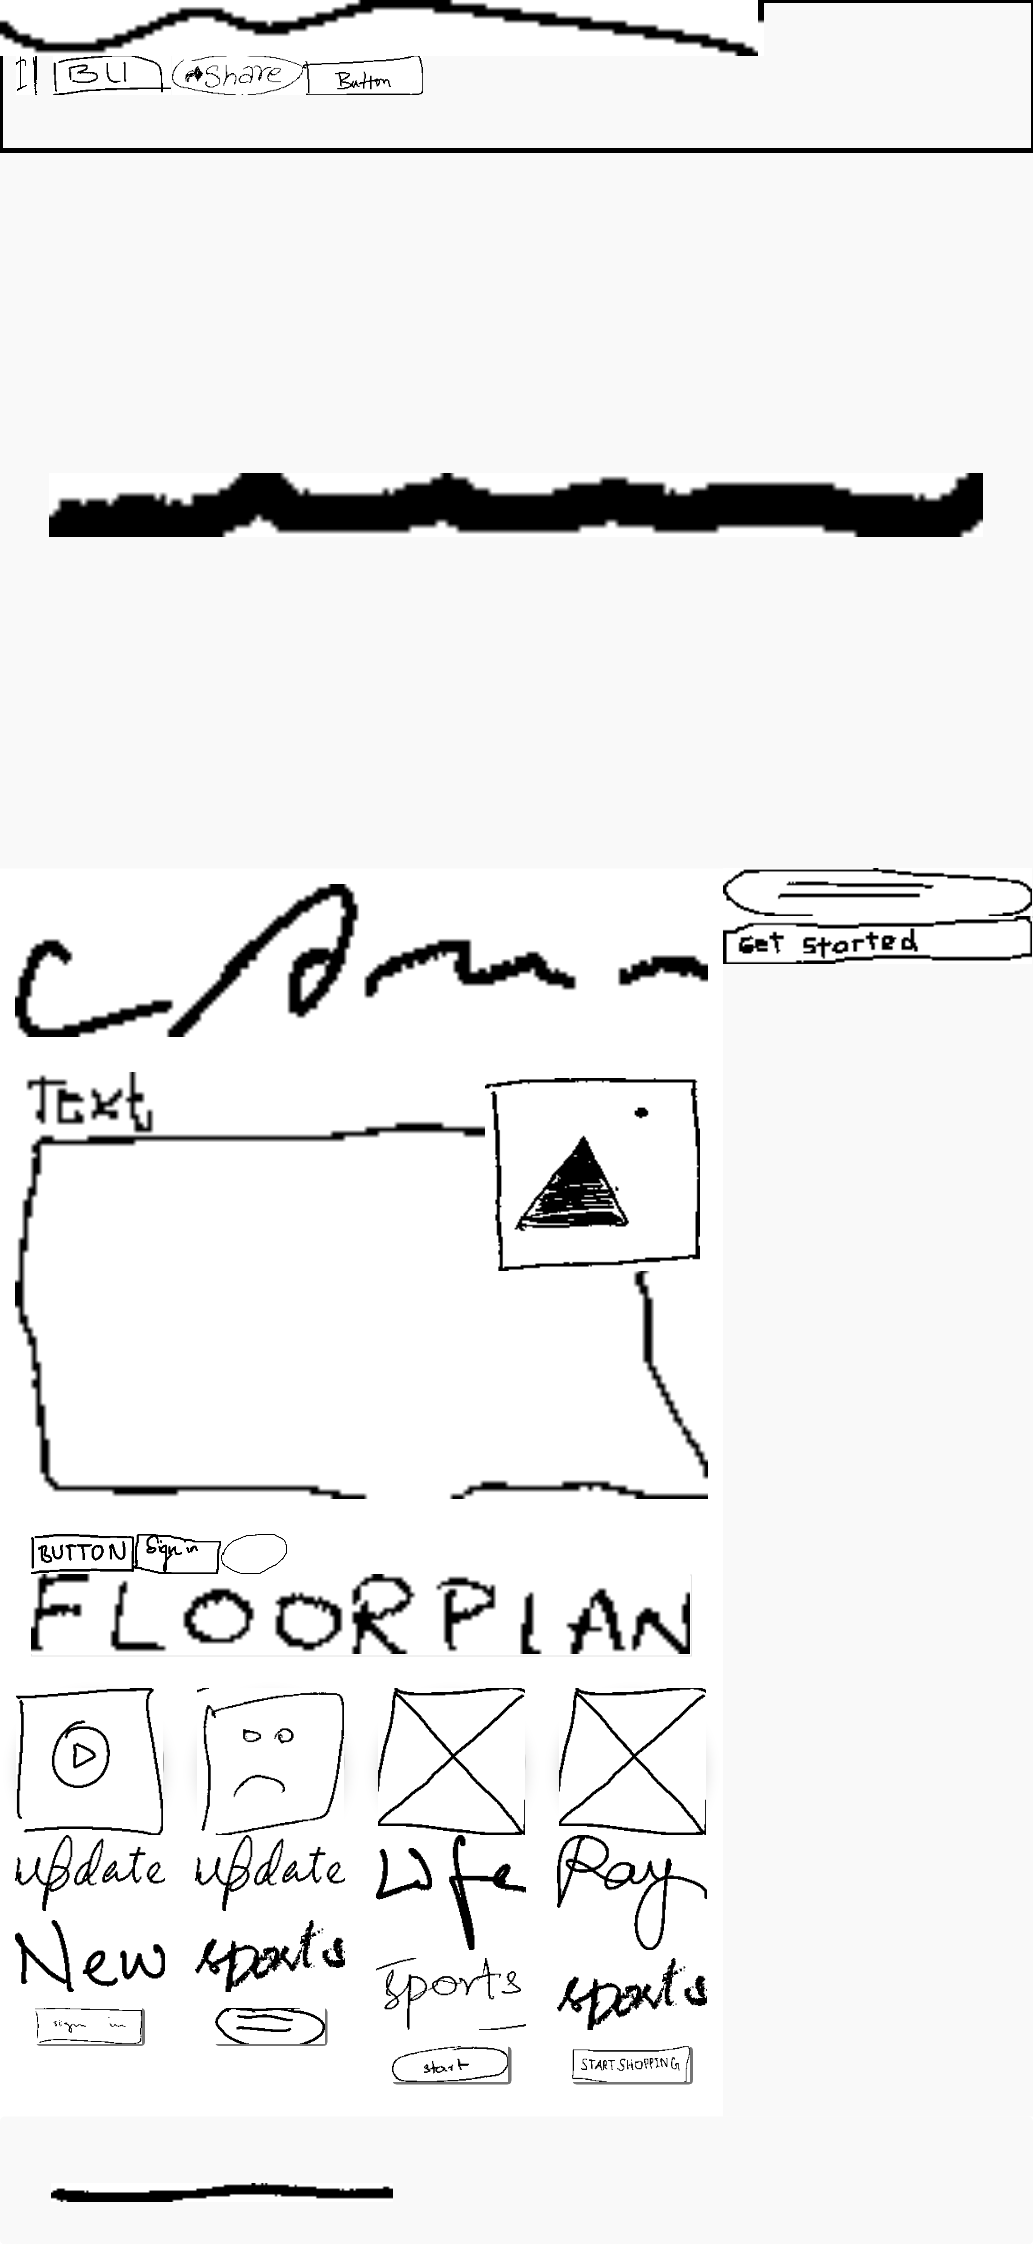 BU Share Button
Get Started
Text
BUTTON Sign in
FLOORPLAN
update update Life Ray
New sports sports sports
sign in
start START SHOPPING